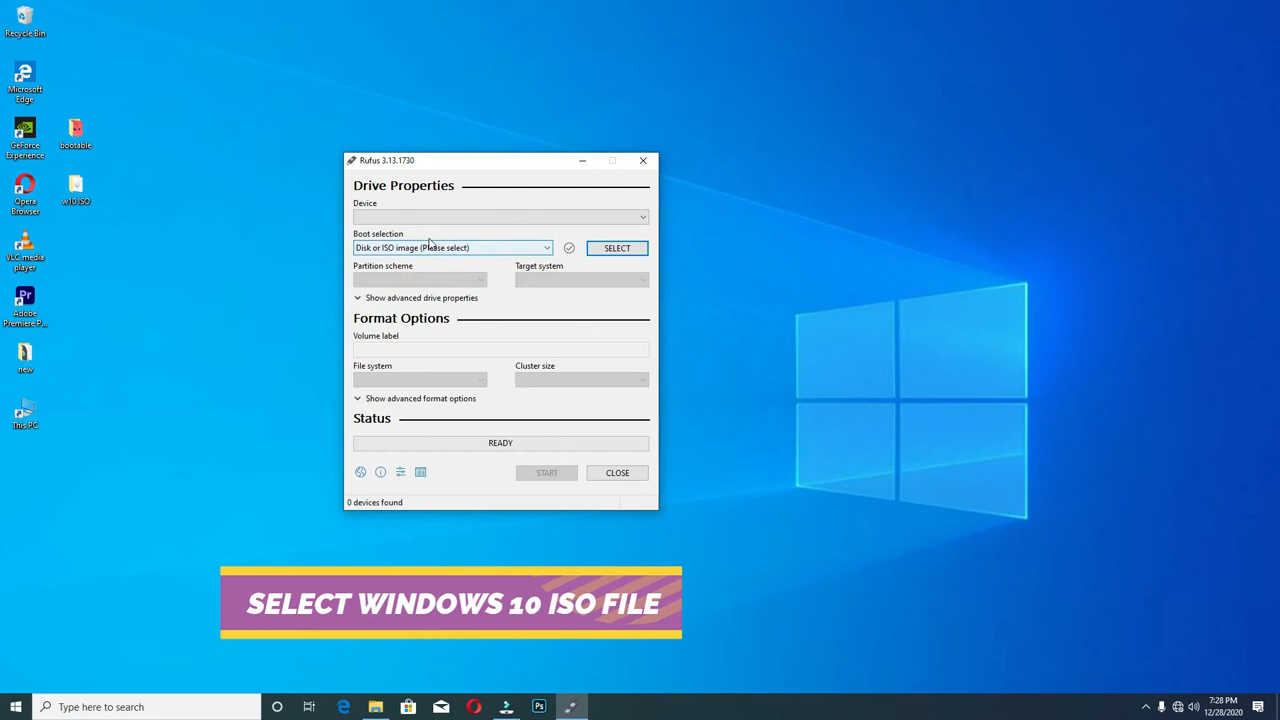 Recycle Bin
Microsoft
Edge
GeForce
Experience
bootable
Opera
Browser
w10 ISO
VLC media
player
Adobe
Premiere P...
new
This PC
Rufus 3.13.1730
Drive Properties
Device
Boot selection
Disk or ISO image (Please select)
SELECT
Partition scheme
Target system
Show advanced drive properties
Format Options
Volume label
File system
Cluster size
Show advanced format options
Status
READY
START
CLOSE
0 devices found
SELECT WINDOWS 10 ISO FILE
Type here to search
Ps
7:28 PM
12/28/2020